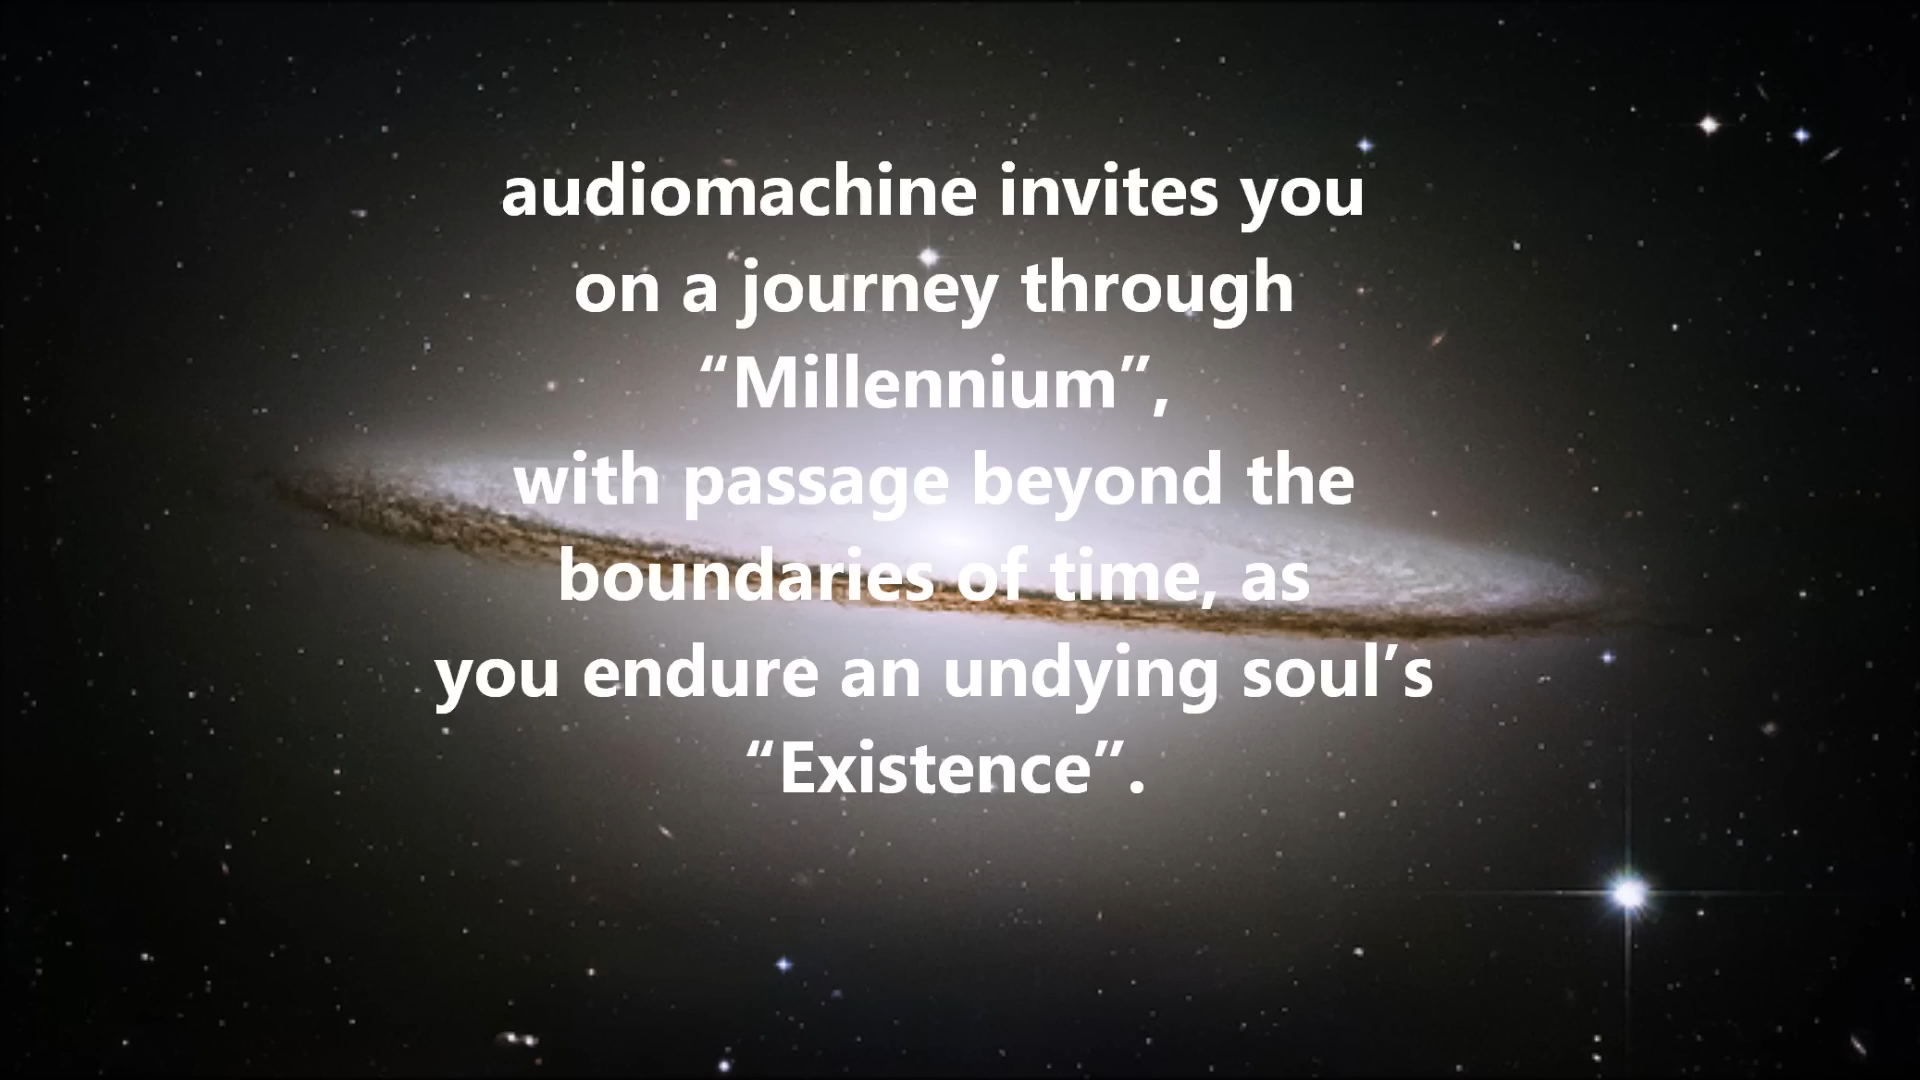 audiomachine invites you
on a journey through
“Millennium”,
with passage beyond the
boundaries of time, as
you endure an undying soul’s
“Existence”.